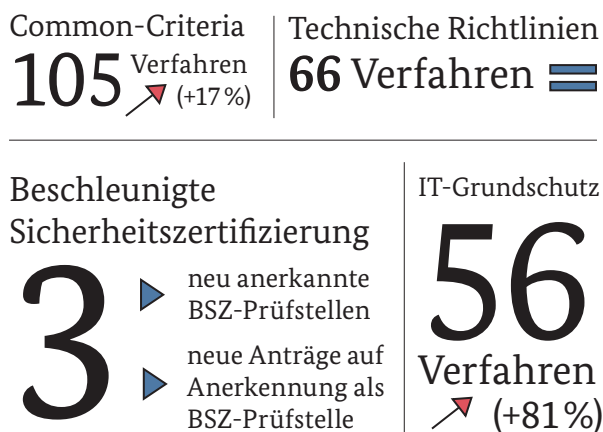 Common-Criteria
105 Verfahren
(+17 %)
Technische Richtlinien
66 Verfahren
Beschleunigte
Sicherheitszertifizierung
3
neu anerkannte
BSZ-Prüfstellen
neue Anträge auf
Anerkennung als
BSZ-Prüfstelle
IT-Grundschutz
56
Verfahren
(+81 %)